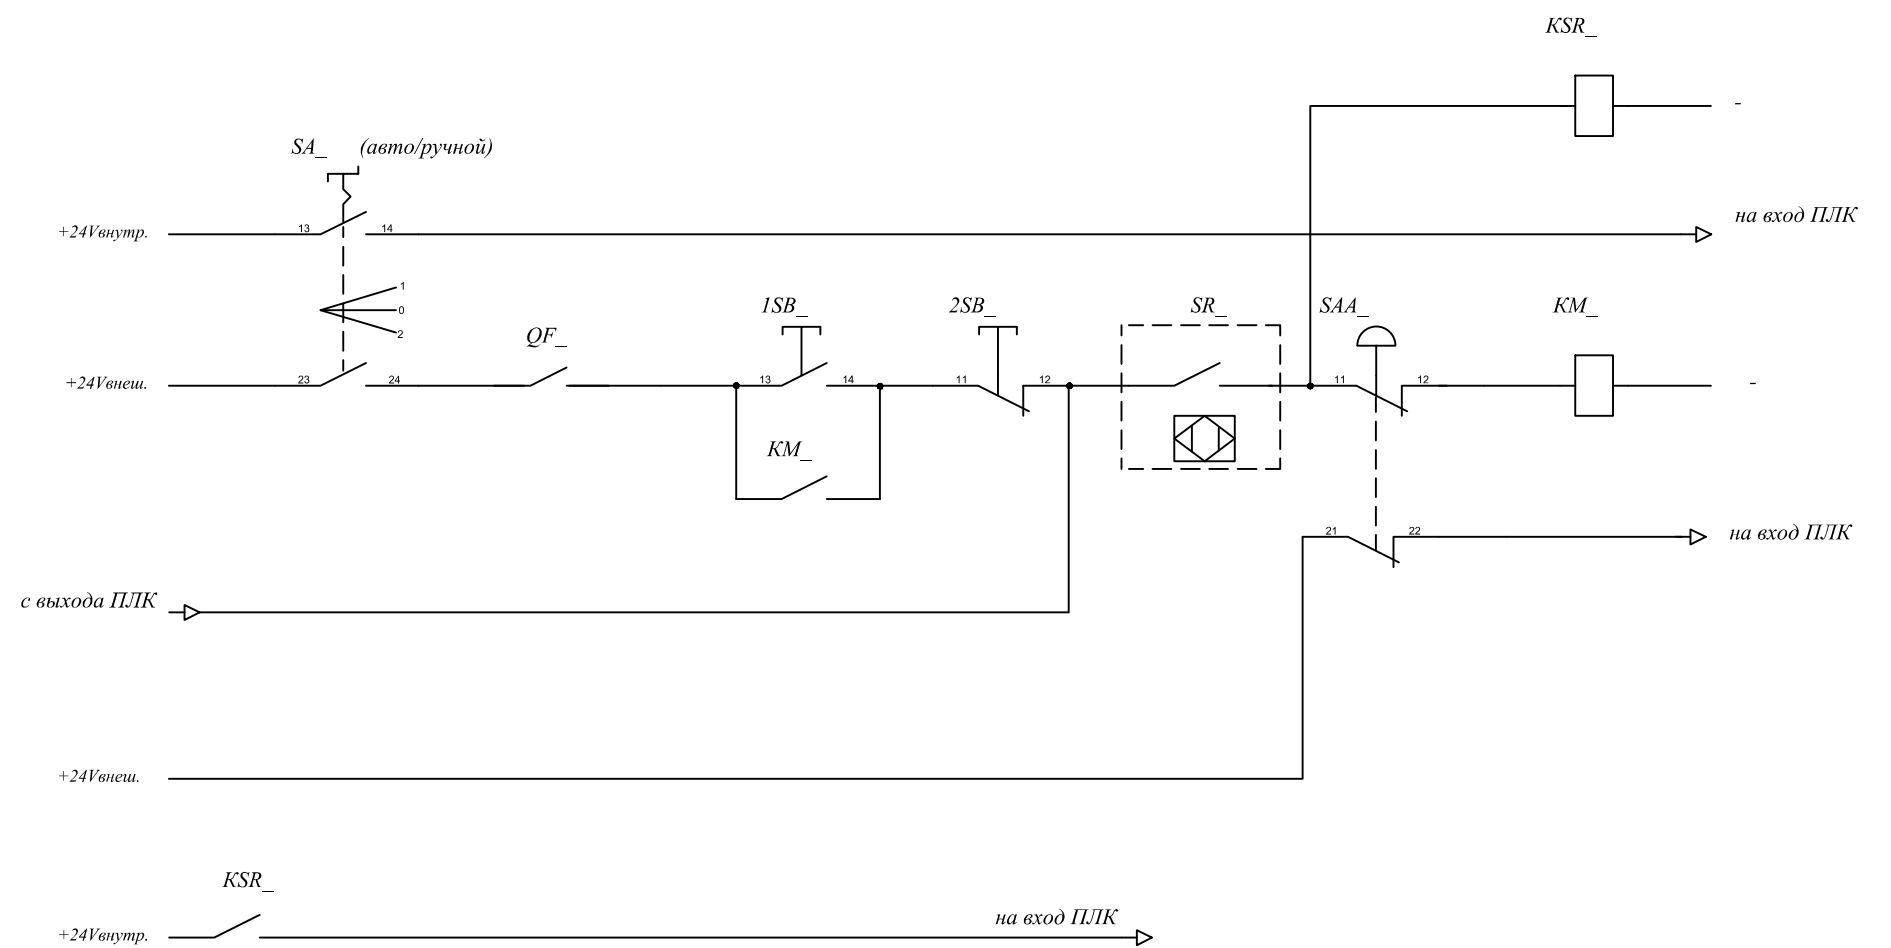 KSR_
-
SA_ (авто/ручной)
+24Vвнутр.
13
14
на вход ПЛК
1
0
2
QF_
1SB_
2SB_
SR_
SAA_
KM_
+24Vвнеш.
23
24
13
14
11
12
11
12
-
KM_
21
22
на вход ПЛК
с выхода ПЛК
+24Vвнеш.
KSR_
+24Vвнутр.
на вход ПЛК